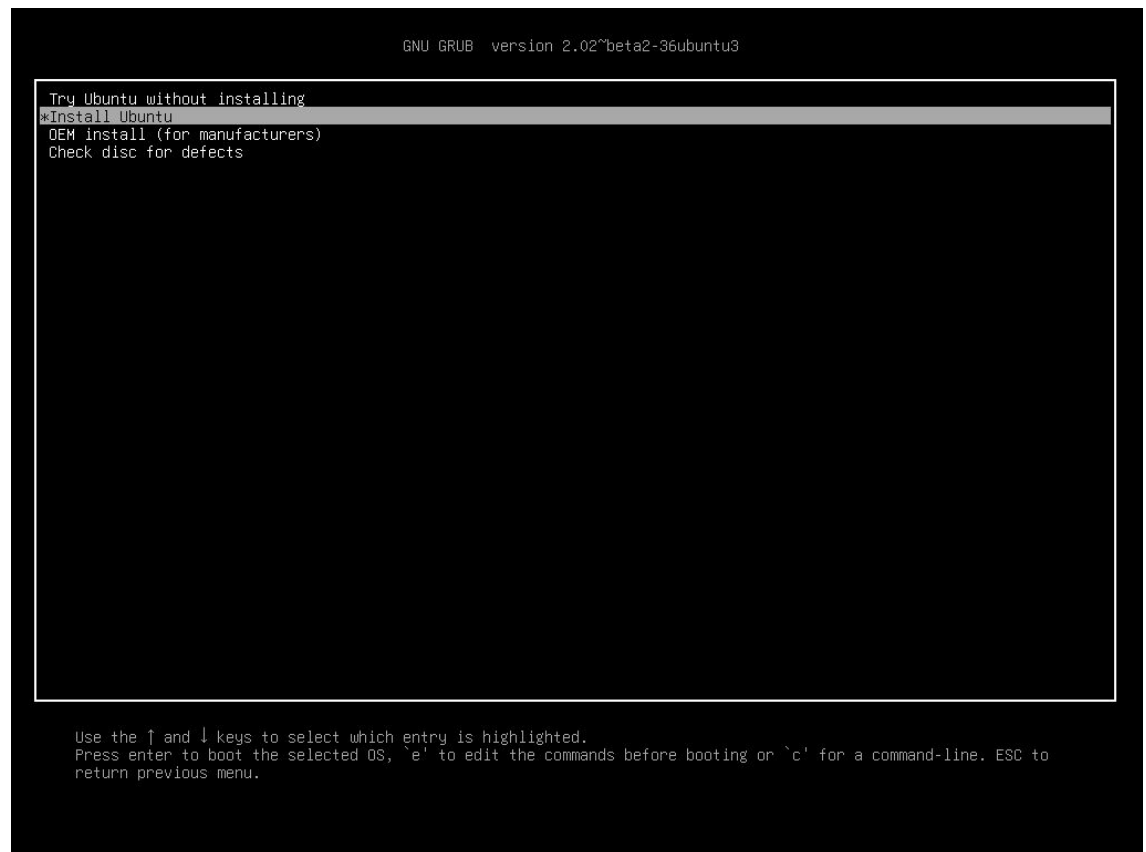 GNU GRUB  version 2.02~beta2-36ubuntu3
Try Ubuntu without installing
*Install Ubuntu
OEM install (for manufacturers)
Check disc for defects
Use the ↑ and ↓ keys to select which entry is highlighted.
Press enter to boot the selected OS, `e' to edit the commands before booting or `c' for a command-line. ESC to
return previous menu.